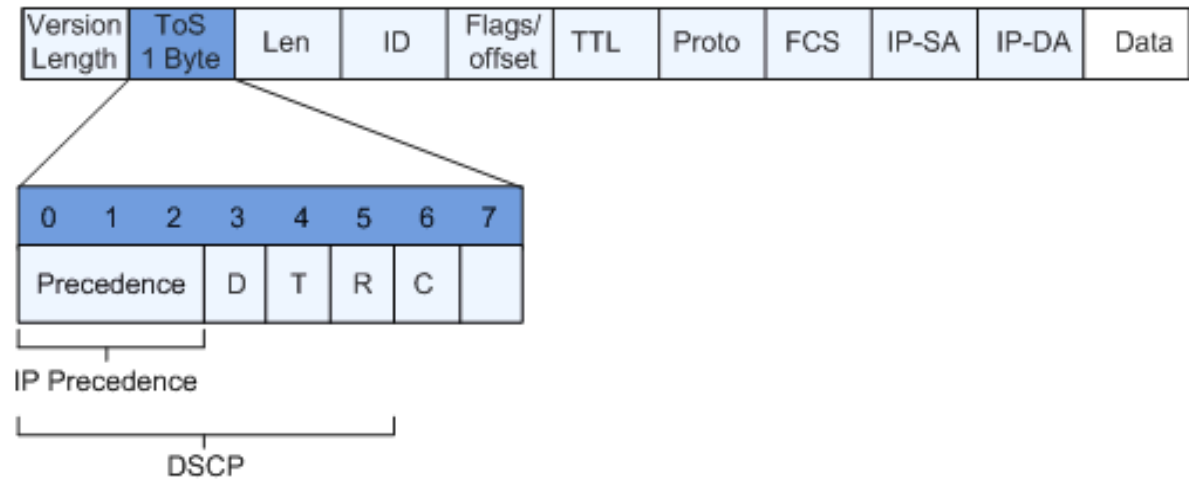 Version Length
ToS 1 Byte
Len
ID
Flags/ offset
TTL
Proto
FCS
IP-SA
IP-DA
Data
0 1 2 3 4 5 6 7
Precedence D T R C
IP Precedence
DSCP